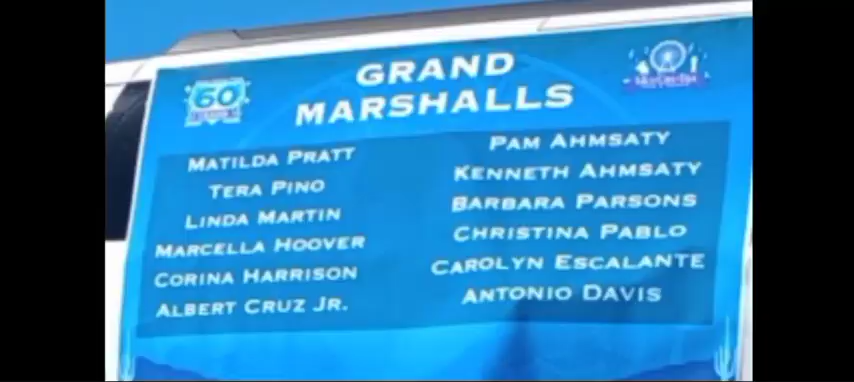 GRAND
MARSHALLS
60
MATILDA PRATT
TERA PINO
LINDA MARTIN
MARCELLA HOOVER
CORINA HARRISON
ALBERT CRUZ JR.
PAM AHMSATY
KENNETH AHMSATY
BARBARA PARSONS
CHRISTINA PABLO
CAROLYN ESCALANTE
ANTONIO DAVIS